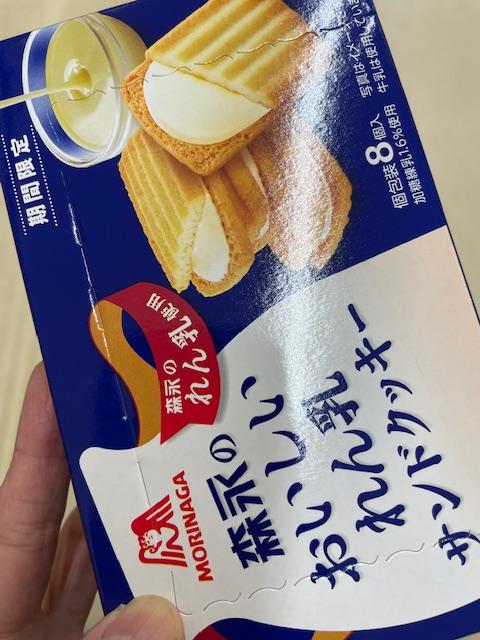 期間限定
写真はイメージ
牛乳は使用し
個包装8個入
加糖練乳1.6%使用
森永の
れん乳使用
MORINAGA
森永の
おいしい
れん乳
サンドクッキー